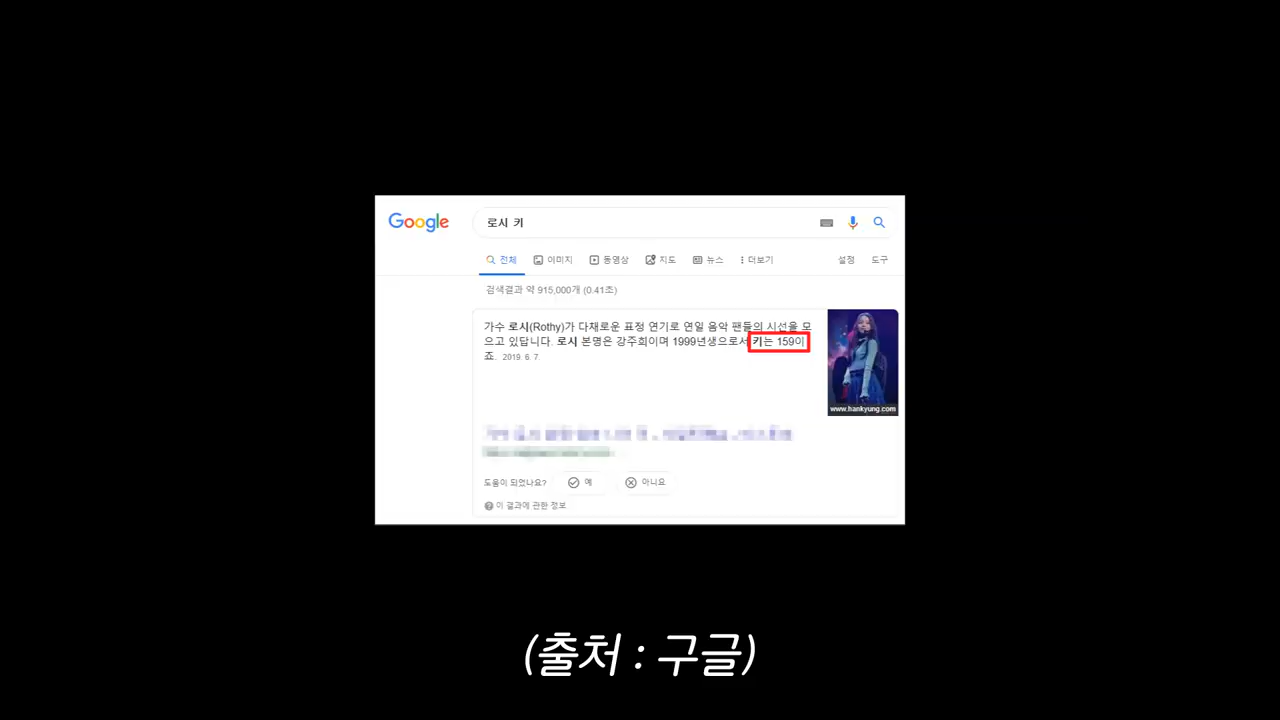 Google
로시 키
전체 이미지 동영상 지도 뉴스 더보기 설정 도구
검색결과 약 915,000개 (0.41초)
가수 로시(Rothy)가 다채로운 표정 연기로 연일 음악 팬들의 시선을 모
으고 있답니다. 로시 본명은 강주희이며 1999년생으로서 키는 159이
죠. 2019. 6. 7.
www.hankyung.com
도움이 되었나요? 예 아니요
이 결과에 관한 정보
(출처 : 구글)